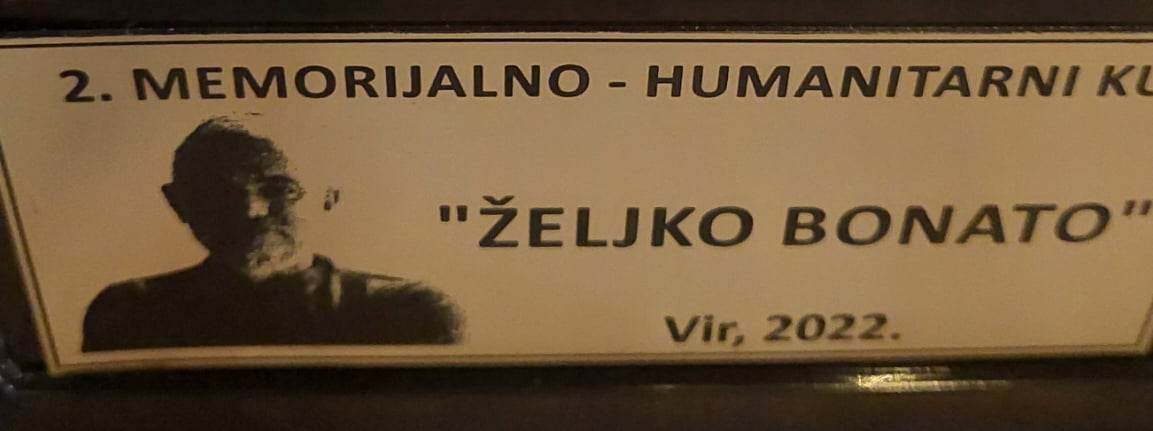 2. MEMORIJALNO - HUMANITARNI
"ŽELJKO BONATO"
Vir, 2022.